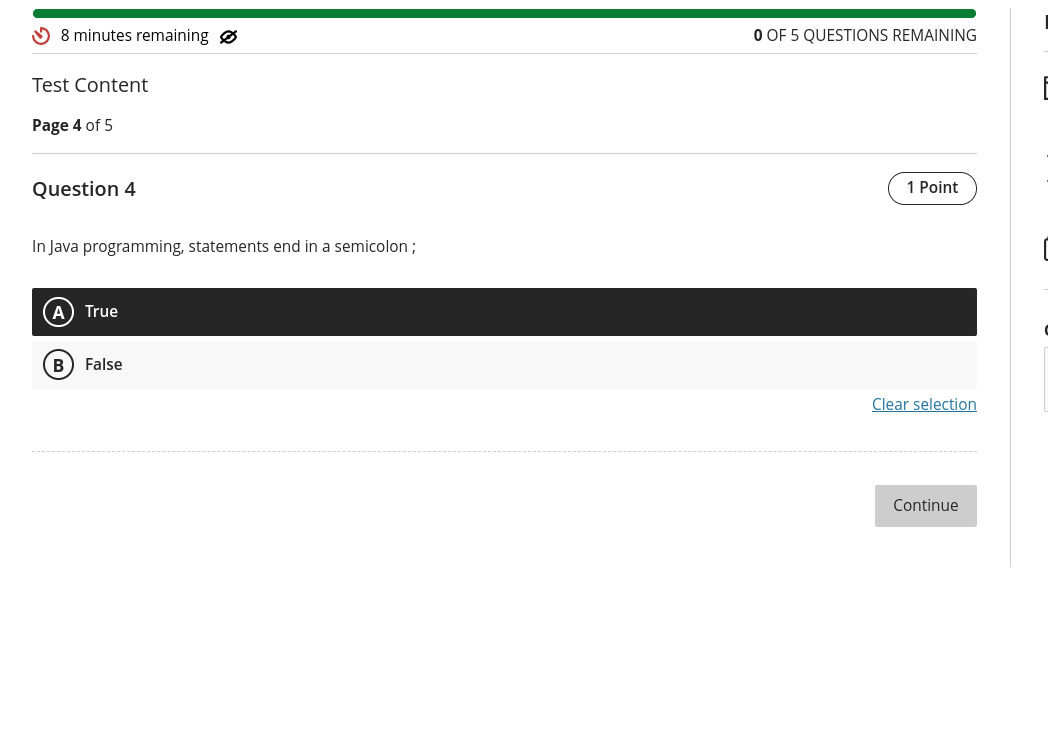 8 minutes remaining
0 OF 5 QUESTIONS REMAINING
Test Content
Page 4 of 5
Question 4
1 Point
In Java programming, statements end in a semicolon ;
A True
B False
Clear selection
Continue